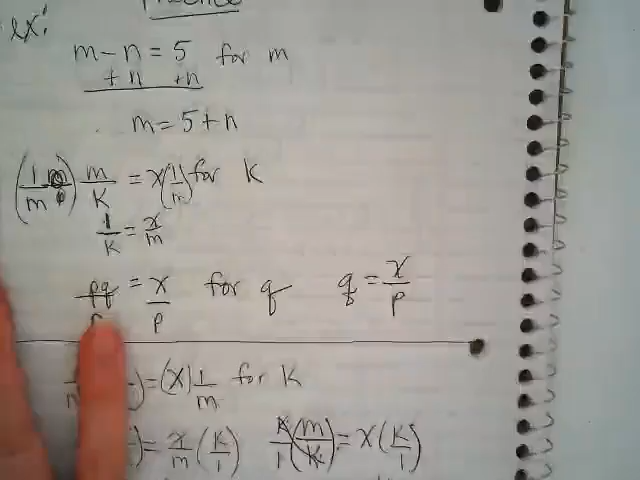 ex:
m - n = 5 for m
+ n + n
m = 5 + n
(1/m) m/k = x(1/m) for k
1/k = x/m
pq/p = x/p for q q = x/p
) = (x) 1/m for k
) = x/m (k/1) k/1 (m/k) = x (k/1)